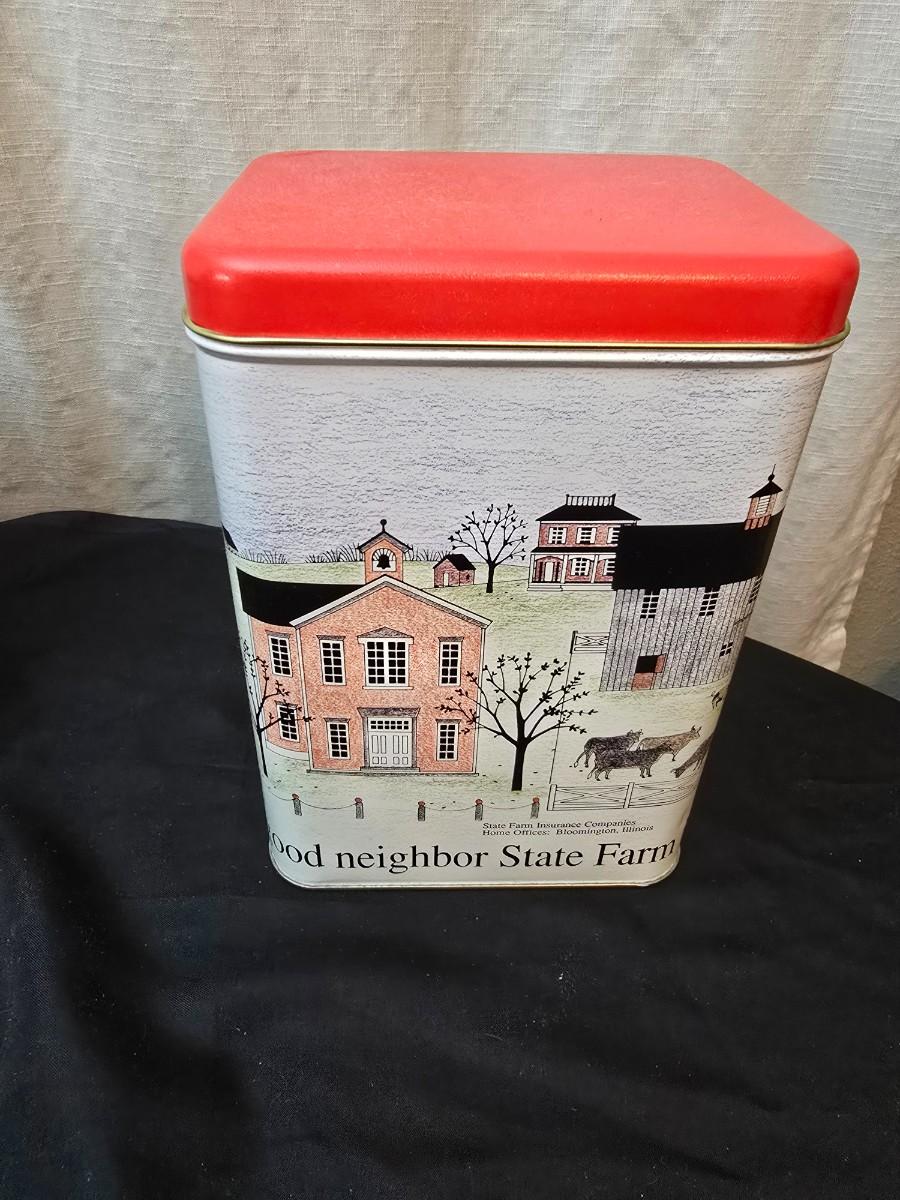 State Farm Insurance Companies
Home Offices: Bloomington, Illinois
ood neighbor State Farm